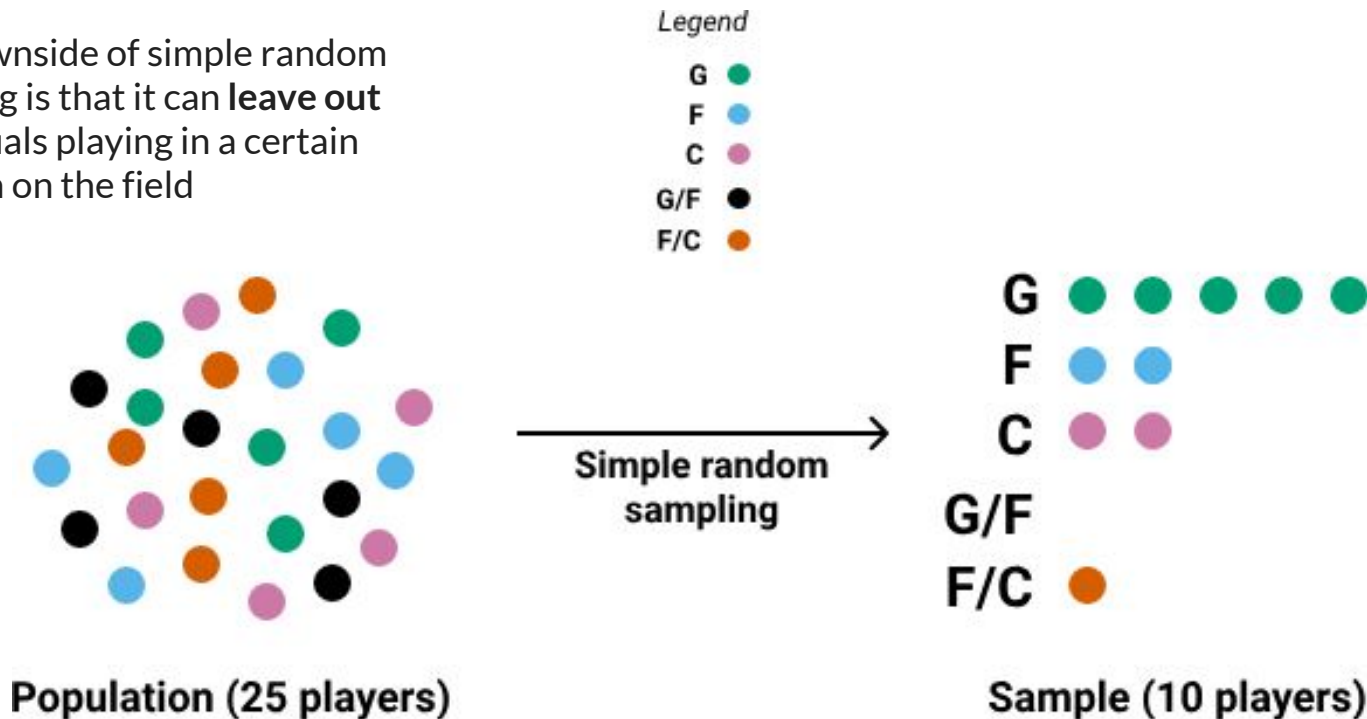 wnside of simple random
g is that it can leave out
uals playing in a certain
n on the field
Legend
G
F
C
G/F
F/C
Simple random
sampling
G
F
C
G/F
F/C
Population (25 players)
Sample (10 players)